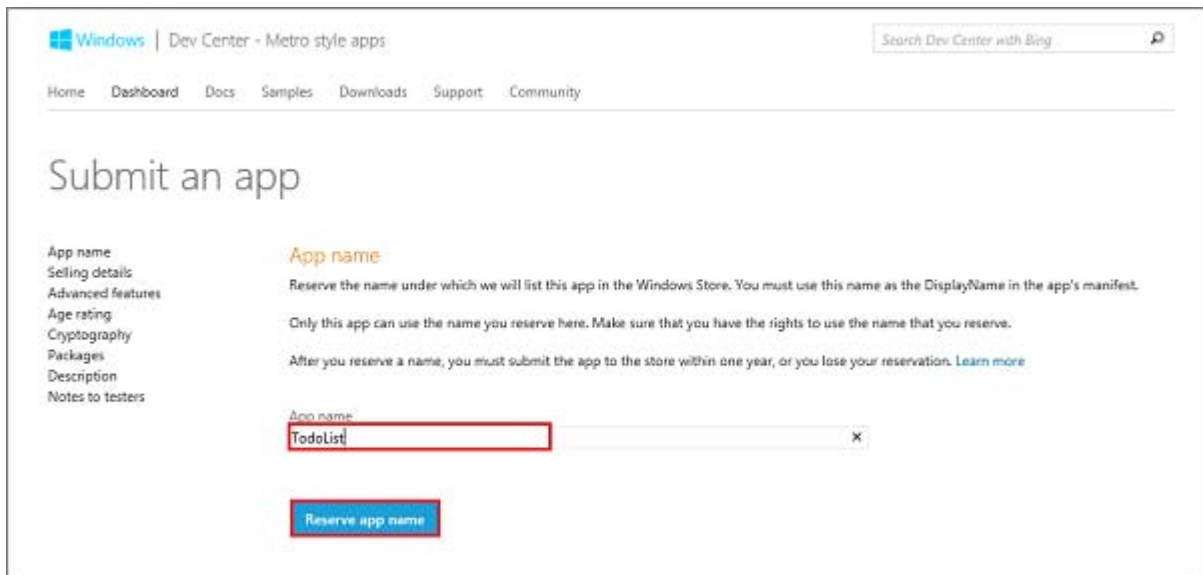 Windows | Dev Center - Metro style apps
Search Dev Center with Bing
Home Dashboard Docs Samples Downloads Support Community
Submit an app
App name
Selling details
Advanced features
Age rating
Cryptography
Packages
Description
Notes to testers
App name
Reserve the name under which we will list this app in the Windows Store. You must use this name as the DisplayName in the app's manifest.
Only this app can use the name you reserve here. Make sure that you have the rights to use the name that you reserve.
After you reserve a name, you must submit the app to the store within one year, or you lose your reservation. Learn more
App name
TodoList
Reserve app name